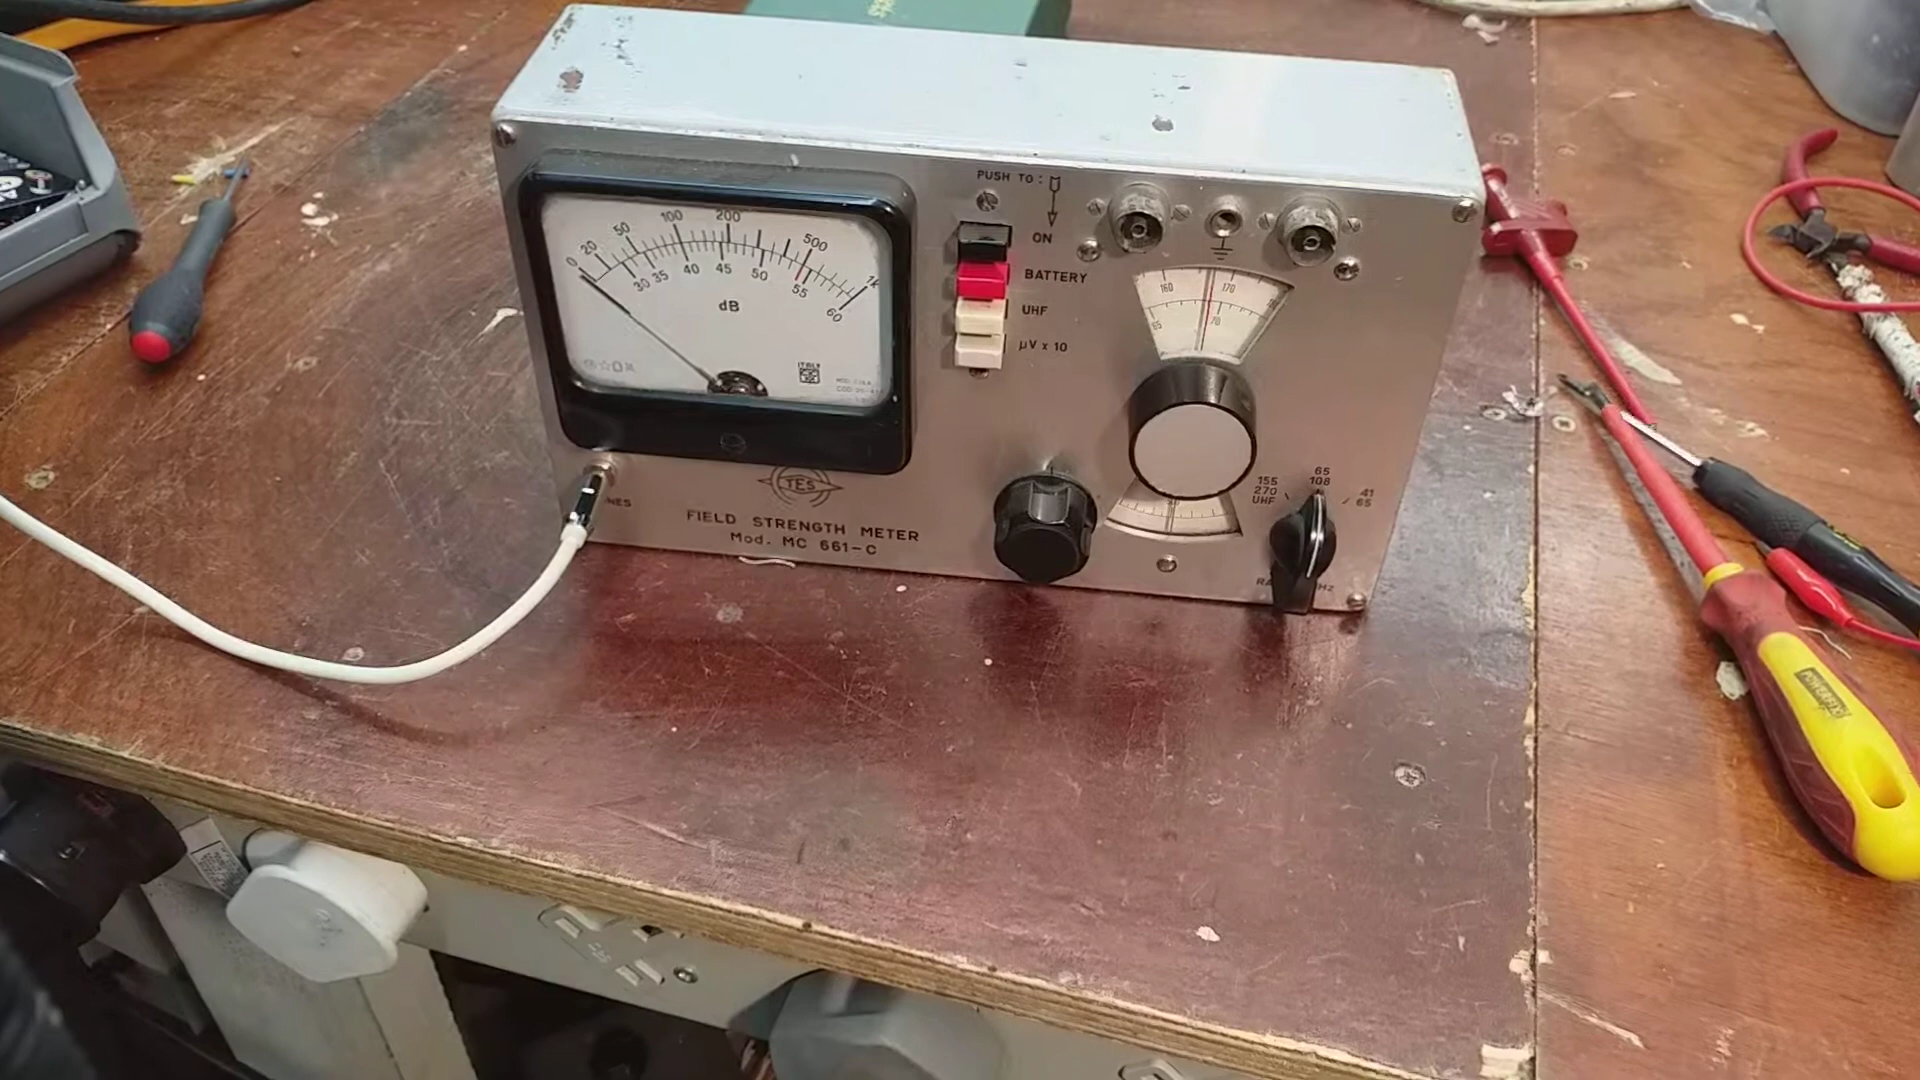 PUSH TO:
ON
BATTERY
UHF
µV x 10
0 20 50 100 200 500 1k
30 35 40 45 50 55 60
dB
ITALY
160 170
65 70
TES
FIELD STRENGTH METER
Mod. MC 661-C
155
270
UHF
65
108
41
65